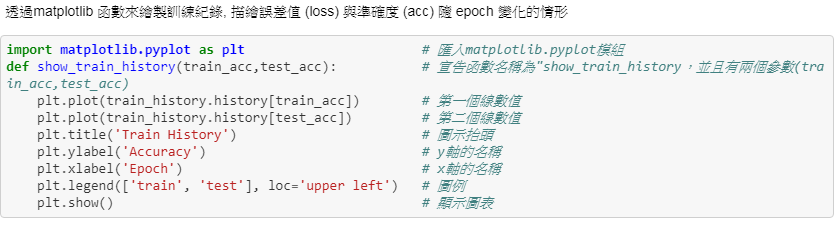 透過matplotlib 函數來繪製訓練紀錄, 描繪誤差值 (loss) 與準確度 (acc) 隨 epoch 變化的情形
import matplotlib.pyplot as plt # 匯入matplotlib.pyplot模組
def show_train_history(train_acc,test_acc): # 宣告函數名稱為"show_train_history，並且有兩個參數(tra
in_acc,test_acc)
plt.plot(train_history.history[train_acc]) # 第一個線數值
plt.plot(train_history.history[test_acc]) # 第二個線數值
plt.title('Train History') # 圖示抬頭
plt.ylabel('Accuracy') # y軸的名稱
plt.xlabel('Epoch') # x軸的名稱
plt.legend(['train', 'test'], loc='upper left') # 圖例
plt.show() # 顯示圖表